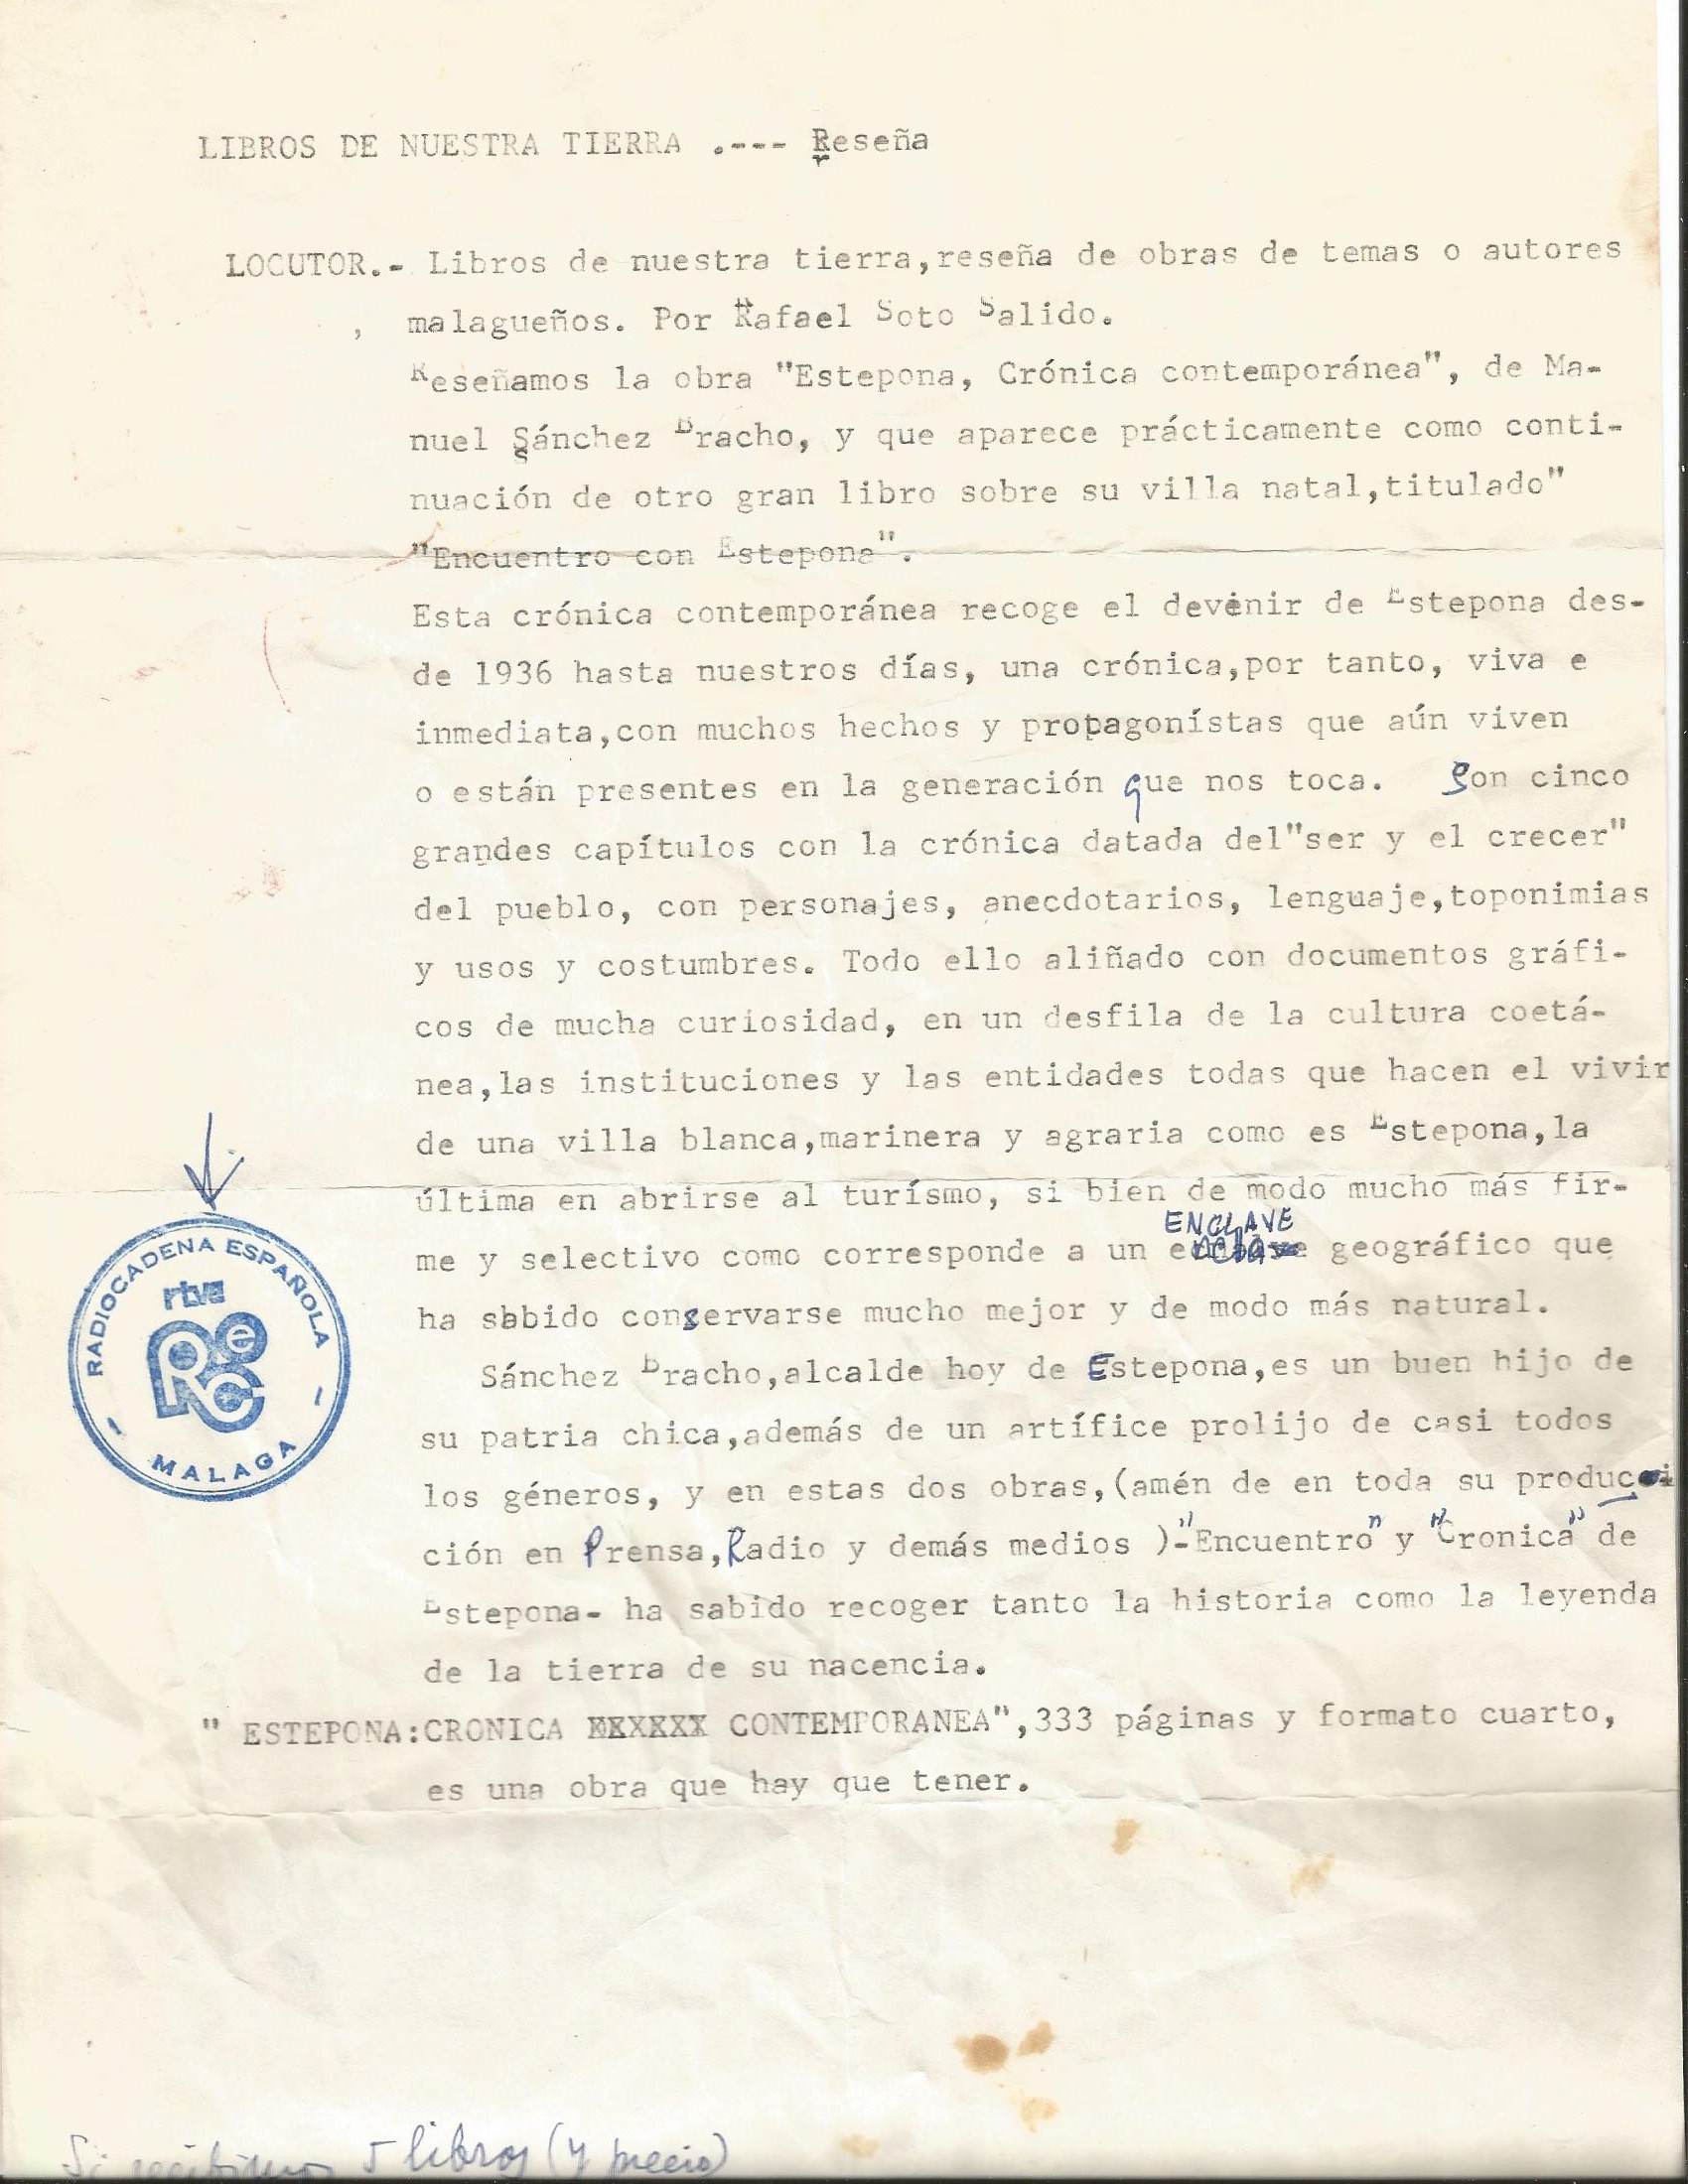 LIBROS DE NUESTRA TIERRA .--- Reseña
LOCUTOR.- Libros de nuestra tierra,reseña de obras de temas o autores
, malagueños. Por Rafael Soto Salido.
Reseñamos la obra "Estepona, Crónica contemporánea", de Ma-
nuel Sánchez Bracho, y que aparece prácticamente como conti-
nuación de otro gran libro sobre su villa natal,titulado"
"Encuentro con Estepona".
Esta crónica contemporánea recoge el devenir de Estepona des-
de 1936 hasta nuestros días, una crónica,por tanto, viva e
inmediata,con muchos hechos y propagonístas que aún viven
o están presentes en la generación que nos toca. Son cinco
grandes capítulos con la crónica datada del"ser y el crecer"
del pueblo, con personajes, anecdotarios, lenguaje,toponimias
y usos y costumbres. Todo ello aliñado con documentos gráfi-
cos de mucha curiosidad, en un desfila de la cultura coetá-
nea,las instituciones y las entidades todas que hacen el vivir
de una villa blanca,marinera y agraria como es Estepona,la
última en abrirse al turísmo, si bien de modo mucho más fir-
ENCLAVE
me y selectivo como corresponde a un geográfico que
ha sabido conservarse mucho mejor y de modo más natural.
Sánchez Bracho,alcalde hoy de Estepona,es un buen hijo de
su patria chica,además de un artífice prolijo de casi todos
los géneros, y en estas dos obras,(amén de en toda su produc
ción en Prensa,Radio y demás medios )-"Encuentro" y "Cronica" de
Estepona- ha sabido recoger tanto la historia como la leyenda
de la tierra de su nacencia.
" ESTEPONA:CRONICA XXXXXX CONTEMPORANEA",333 páginas y formato cuarto,
es una obra que hay que tener.
RADIOCADENA ESPAÑOLA
rtve
RCe
- MALAGA -
Si recibimos 5 libros (y precio)